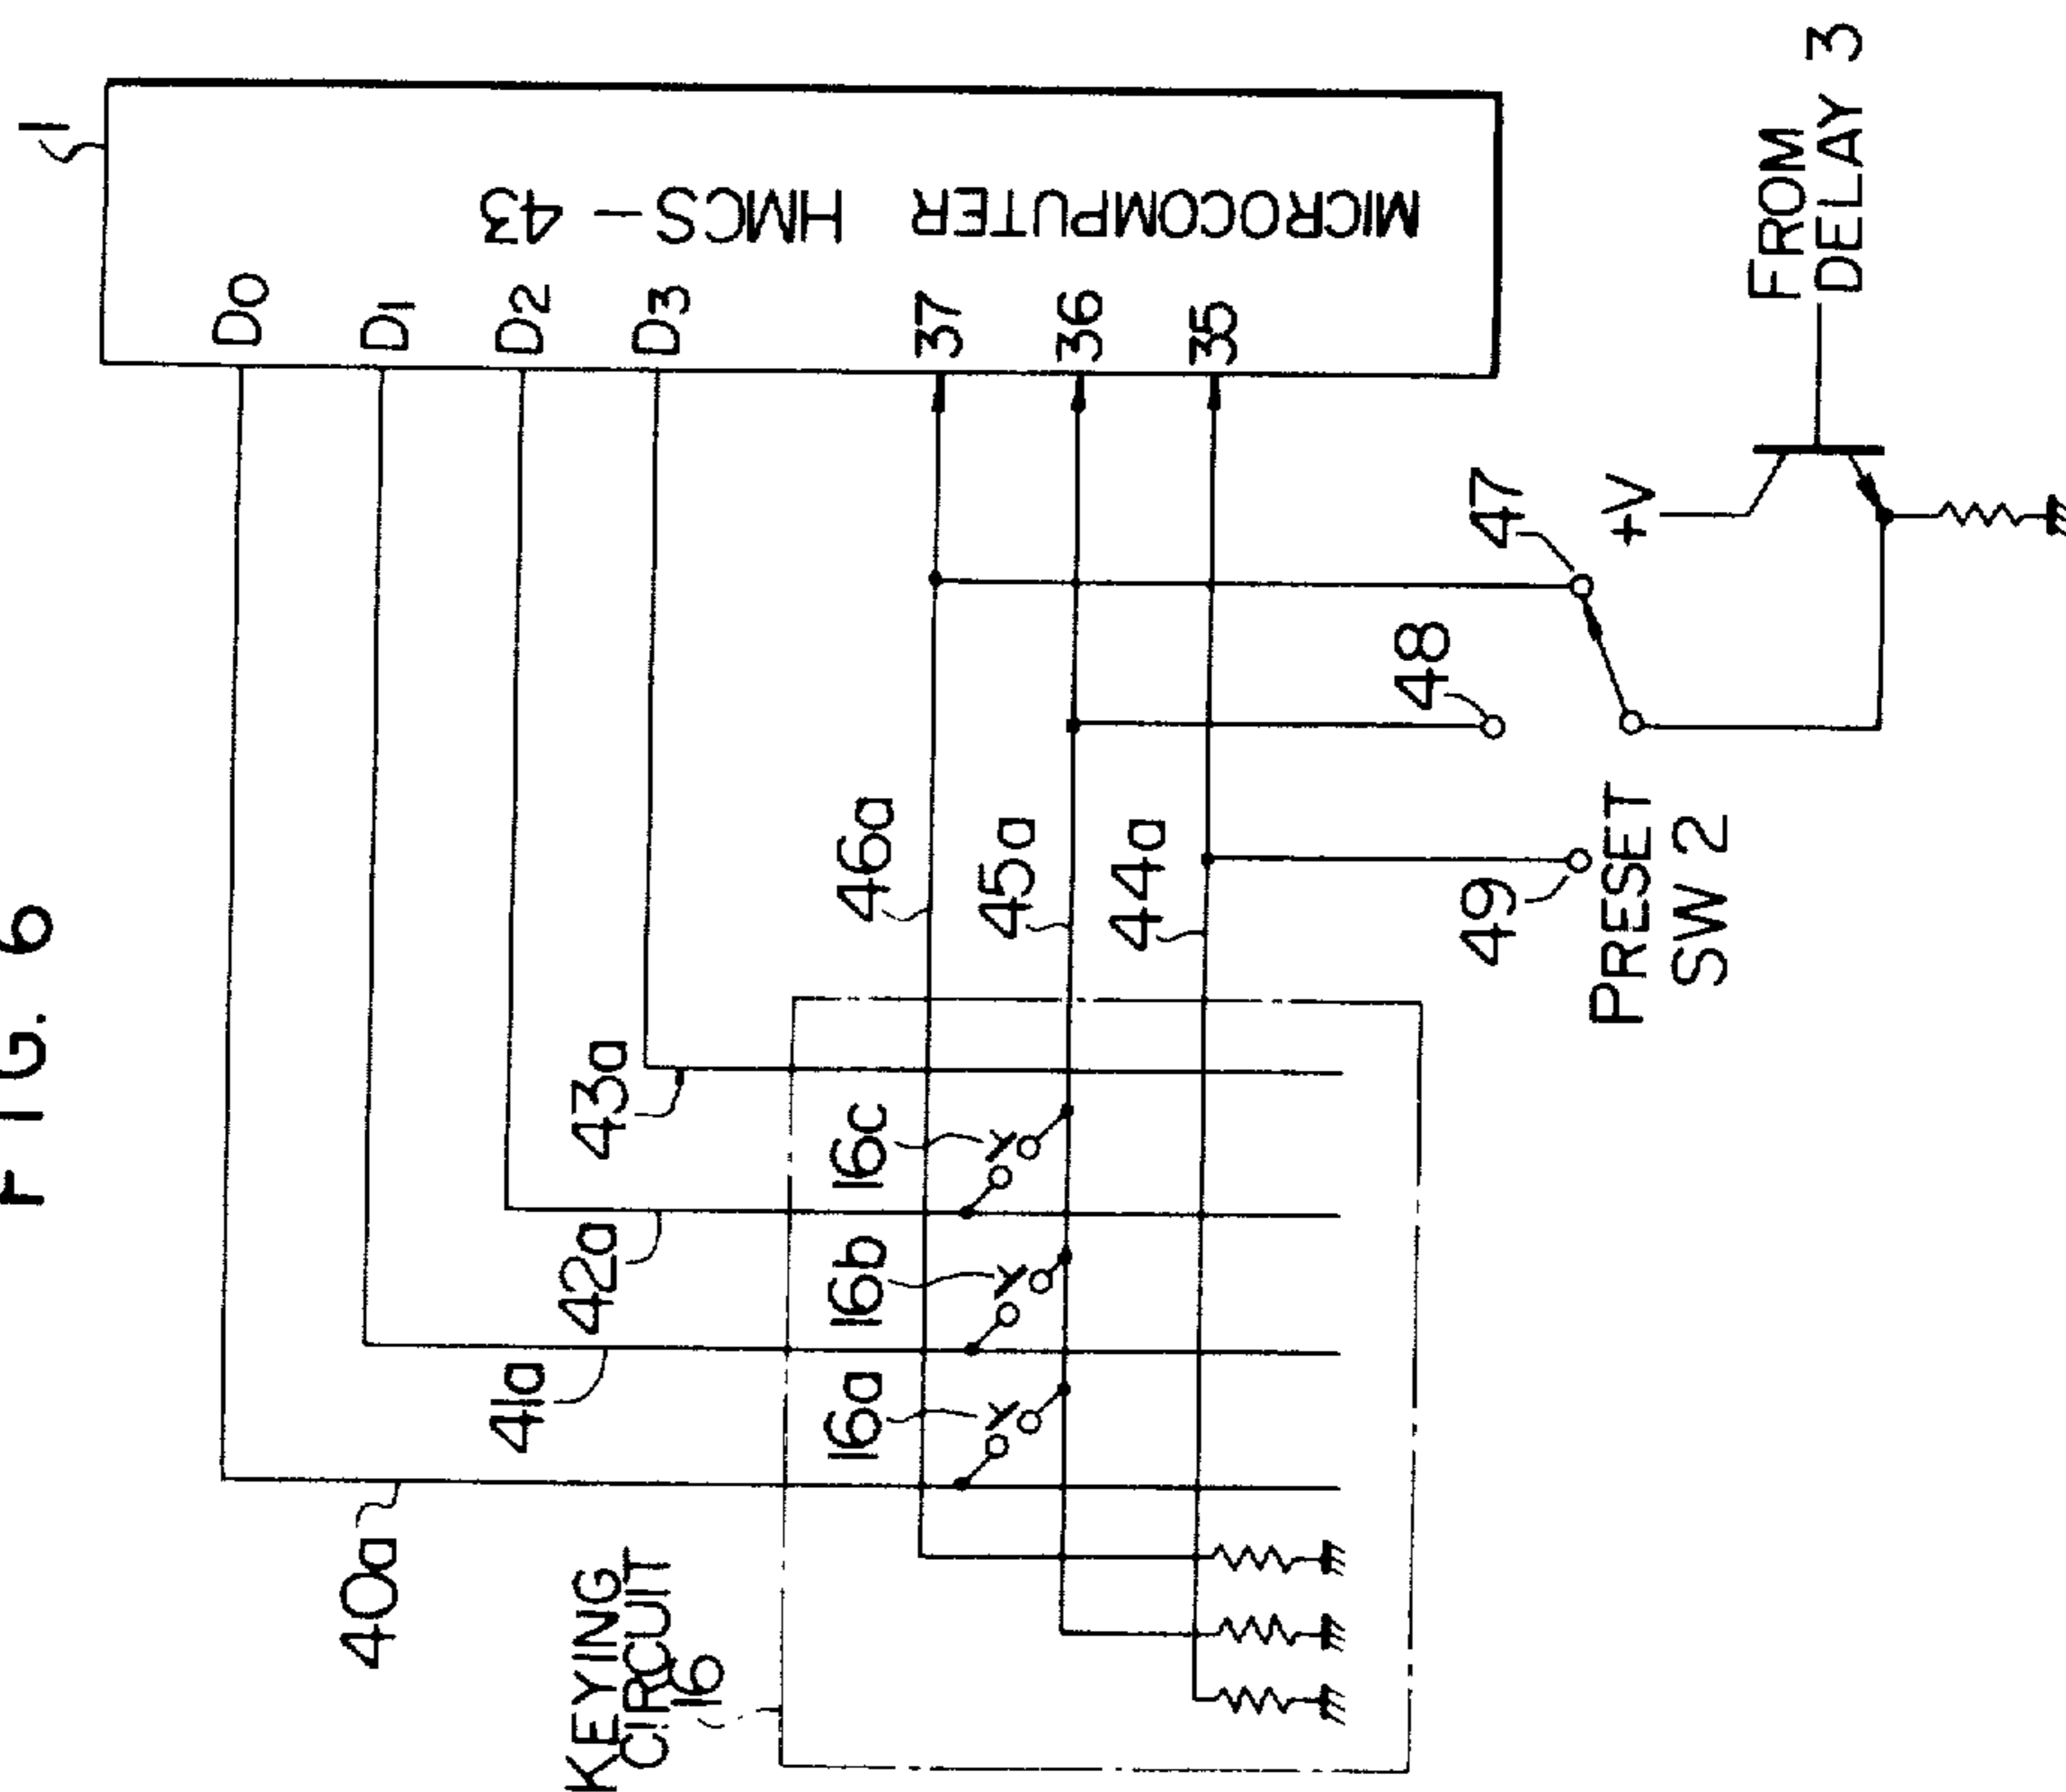 FIG. 6
1
MICROCOMPUTER HMCS-43
D0
D1
D2
D3
37
36
35
40a
41a
42a
43a
46a
45a
44a
16a
16b
16c
KEYING
CIRCUIT
16
47
48
49
+V
PRESET
SW 2
FROM
DELAY 3